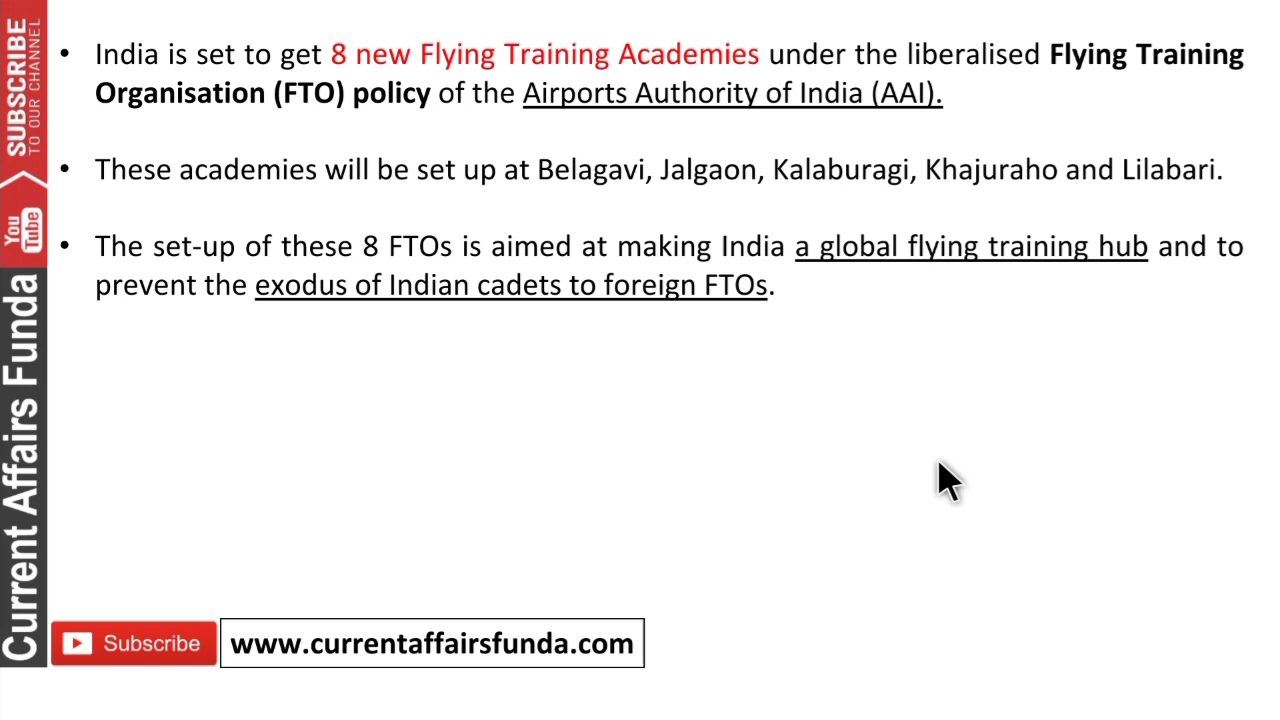 • India is set to get 8 new Flying Training Academies under the liberalised Flying Training
Organisation (FTO) policy of the Airports Authority of India (AAI).
• These academies will be set up at Belagavi, Jalgaon, Kalaburagi, Khajuraho and Lilabari.
• The set-up of these 8 FTOs is aimed at making India a global flying training hub and to
prevent the exodus of Indian cadets to foreign FTOs.
SUBSCRIBE
TO OUR CHANNEL
You
Tube
Current Affairs Funda
Subscribe
www.currentaffairsfunda.com